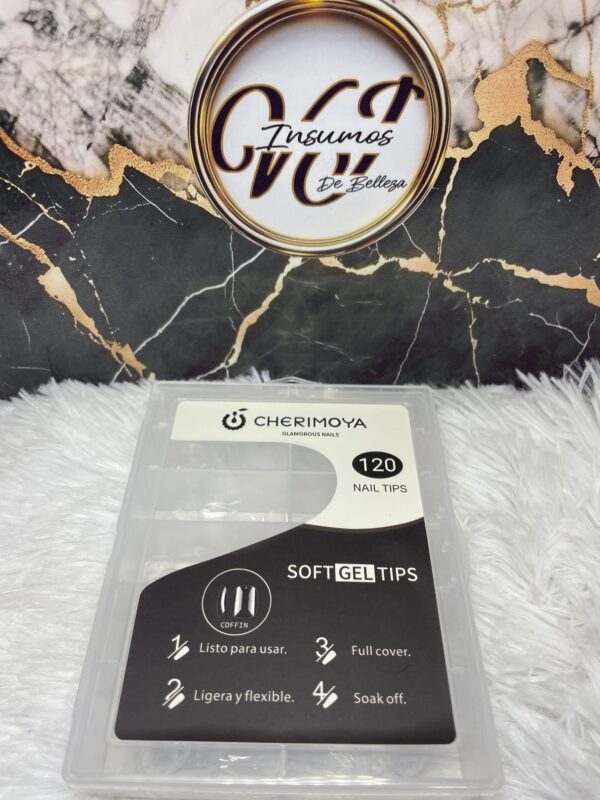 Insumos
De Belleza
CHERIMOYA
GLAMOROUS NAILS
120
NAIL TIPS
SOFT GEL TIPS
COFFIN
1 Listo para usar.
2 Ligera y flexible.
3 Full cover.
4 Soak off.